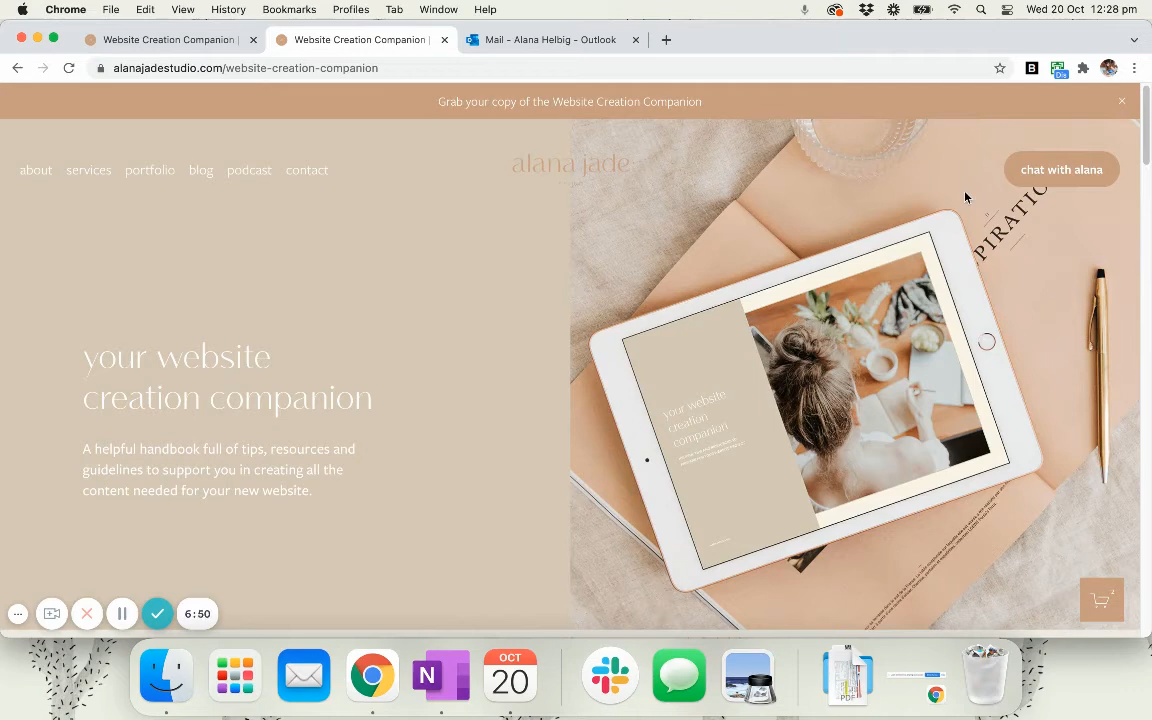 Chrome File Edit View History Bookmarks Profiles Tab Window Help Wed 20 Oct 12:28 pm
Website Creation Companion | Website Creation Companion | Mail - Alana Helbig - Outlook
alanajadestudio.com/website-creation-companion
B
Dis
Grab your copy of the Website Creation Companion
about services portfolio blog podcast contact
alana jade
chat with alana
PIRATIO
your website
creation companion
A helpful handbook full of tips, resources and
guidelines to support you in creating all the
content needed for your new website.
your website
creation
companion
2
6:50
OCT
20
N
PDF